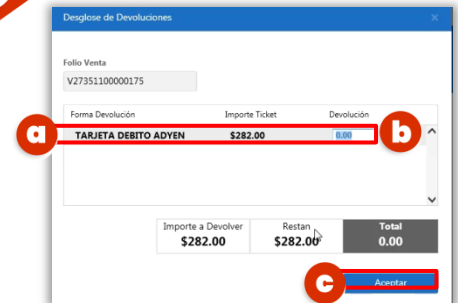 Desglose de Devoluciones ×
Folio Venta
V27351100000175
Forma Devolución Importe Ticket Devolución
a TARJETA DEBITO ADYEN $282.00 0.00 b
Importe a Devolver Restan Total
$282.00 $282.00 0.00
c Aceptar